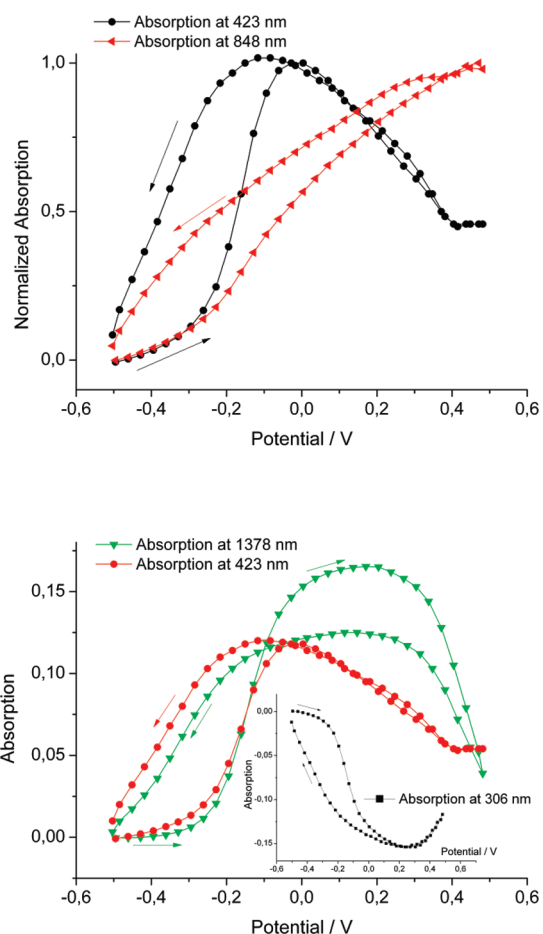 Absorption at 423 nm
Absorption at 848 nm
1,0
0,5
0,0
Normalized Absorption
-0,6 -0,4 -0,2 0,0 0,2 0,4 0,6
Potential / V
Absorption at 1378 nm
Absorption at 423 nm
0,15
0,10
0,05
0,00
Absorption
0,00
-0,05
-0,10
-0,15
Absorption
Absorption at 306 nm
Potential / V
-0,6 -0,4 -0,2 0,0 0,2 0,4 0,6
-0,6 -0,4 -0,2 0,0 0,2 0,4 0,6
Potential / V